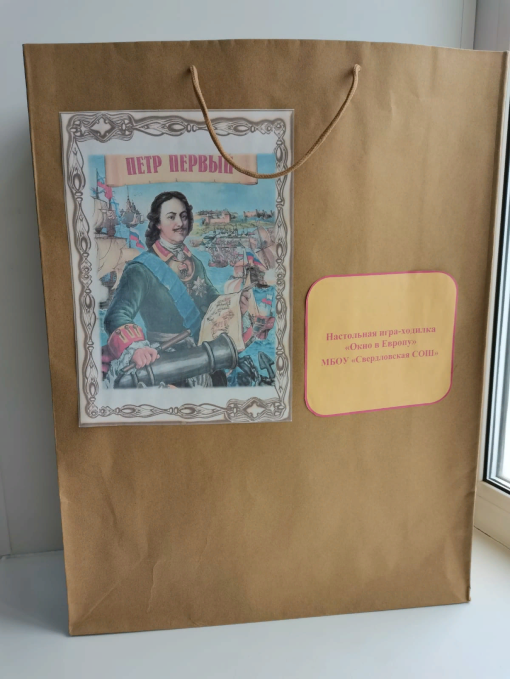 ПЕТР ПЕРВЫЙ
Настольная игра-ходилка
«Окно в Европу»
МБОУ «Свердловская СОШ»